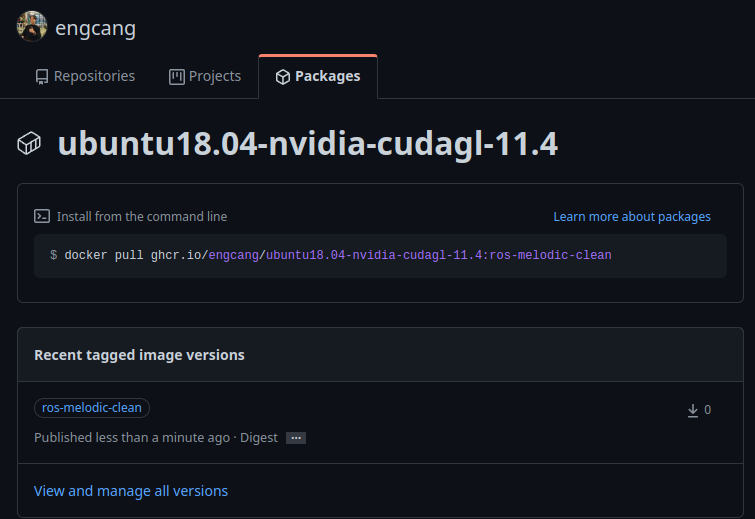 engcang
Repositories Projects Packages
ubuntu18.04-nvidia-cudagl-11.4
Install from the command line Learn more about packages
$ docker pull ghcr.io/engcang/ubuntu18.04-nvidia-cudagl-11.4:ros-melodic-clean
Recent tagged image versions
ros-melodic-clean 0
Published less than a minute ago · Digest ...
View and manage all versions